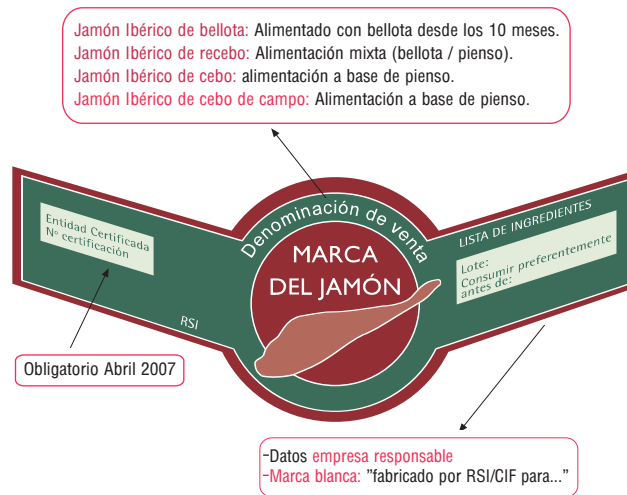 Jamón Ibérico de bellota: Alimentado con bellota desde los 10 meses.
Jamón Ibérico de recebo: Alimentación mixta (bellota / pienso).
Jamón Ibérico de cebo: alimentación a base de pienso.
Jamón Ibérico de cebo de campo: Alimentación a base de pienso.
Denominación de venta
MARCA
DEL JAMÓN
Entidad Certificada
Nº certificación
RSI
LISTA DE INGREDIENTES
Lote:
Consumir preferentemente
antes de:
Obligatorio Abril 2007
-Datos empresa responsable
-Marca blanca: ”fabricado por RSI/CIF para...”